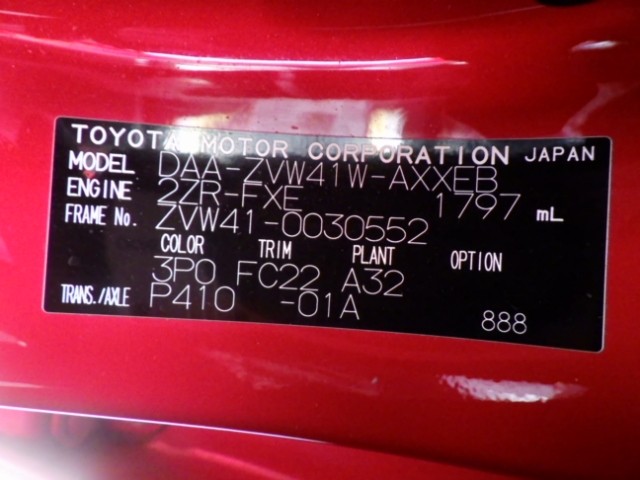 TOYOTA MOTOR CORPORATION JAPAN
MODEL DAA-ZVW41W-AXXEB
ENGINE 2ZR-FXE 1797 mL
FRAME No. ZVW41-0030552
COLOR TRIM PLANT OPTION
3P0 FC22 A32
TRANS./AXLE P410 -01A
888